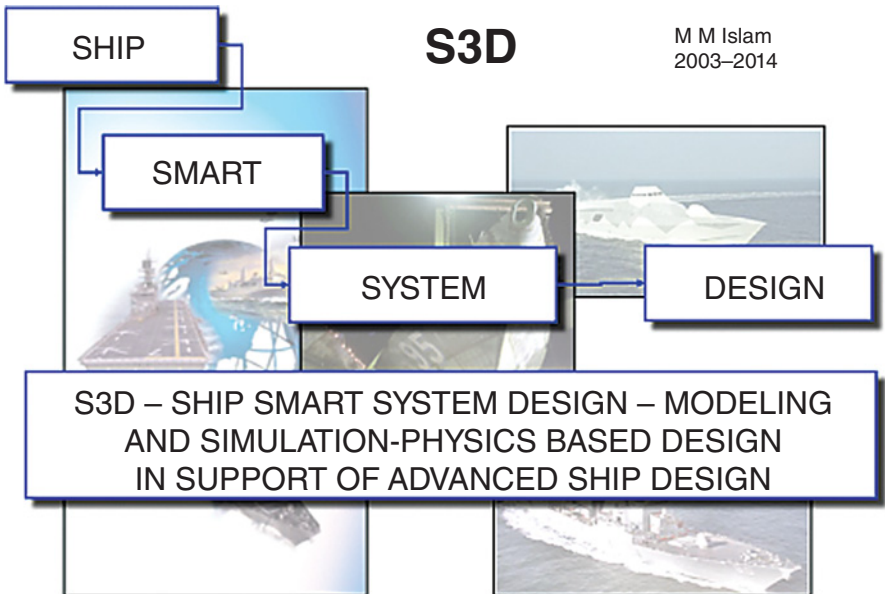 S3D
M M Islam
2003–2014
SHIP
SMART
SYSTEM
DESIGN
95
S3D – SHIP SMART SYSTEM DESIGN – MODELING
AND SIMULATION-PHYSICS BASED DESIGN
IN SUPPORT OF ADVANCED SHIP DESIGN